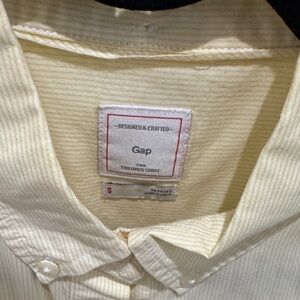 -DESIGNED & CRAFTED-
Gap
THE
TAILORED SHIRT
S